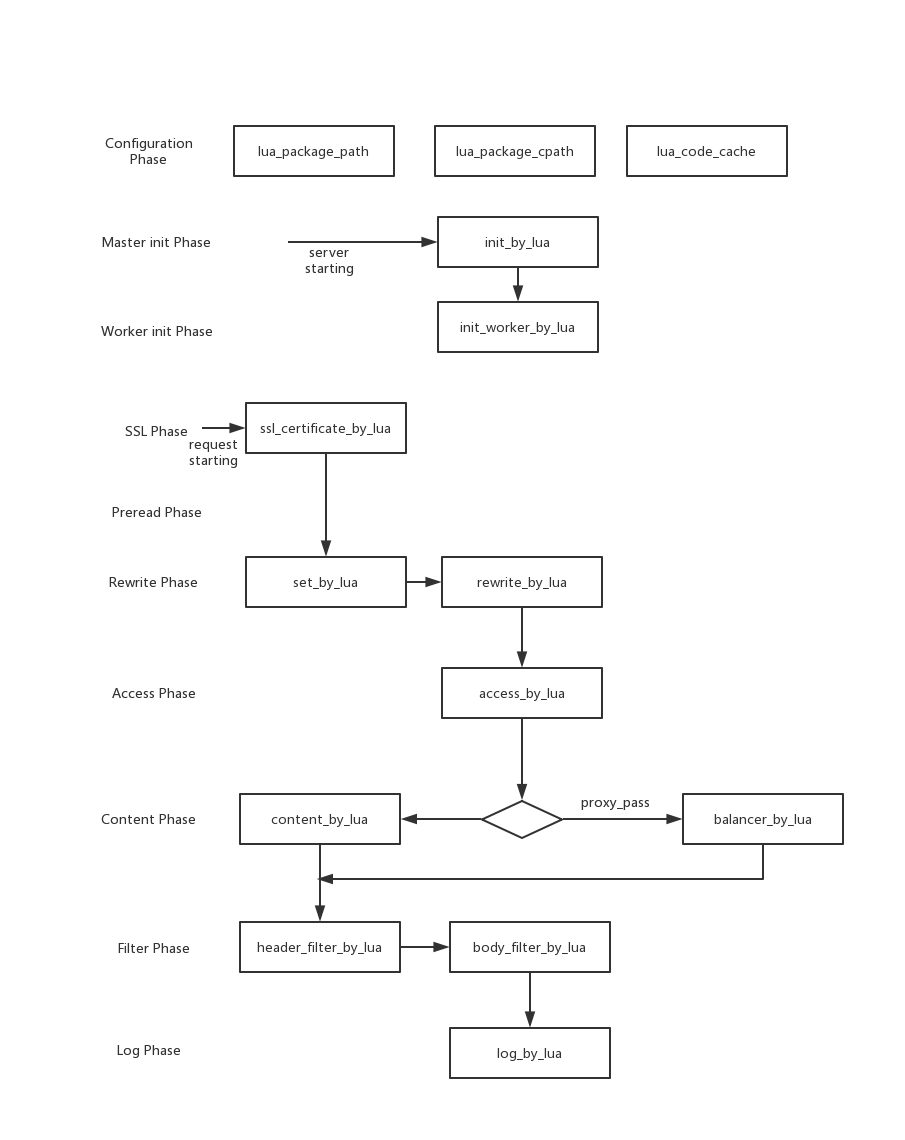 Configuration
Phase
lua_package_path
lua_package_cpath
lua_code_cache
Master init Phase
server
starting
init_by_lua
Worker init Phase
init_worker_by_lua
SSL Phase
request
starting
ssl_certificate_by_lua
Preread Phase
Rewrite Phase
set_by_lua
rewrite_by_lua
Access Phase
access_by_lua
Content Phase
content_by_lua
proxy_pass
balancer_by_lua
Filter Phase
header_filter_by_lua
body_filter_by_lua
Log Phase
log_by_lua